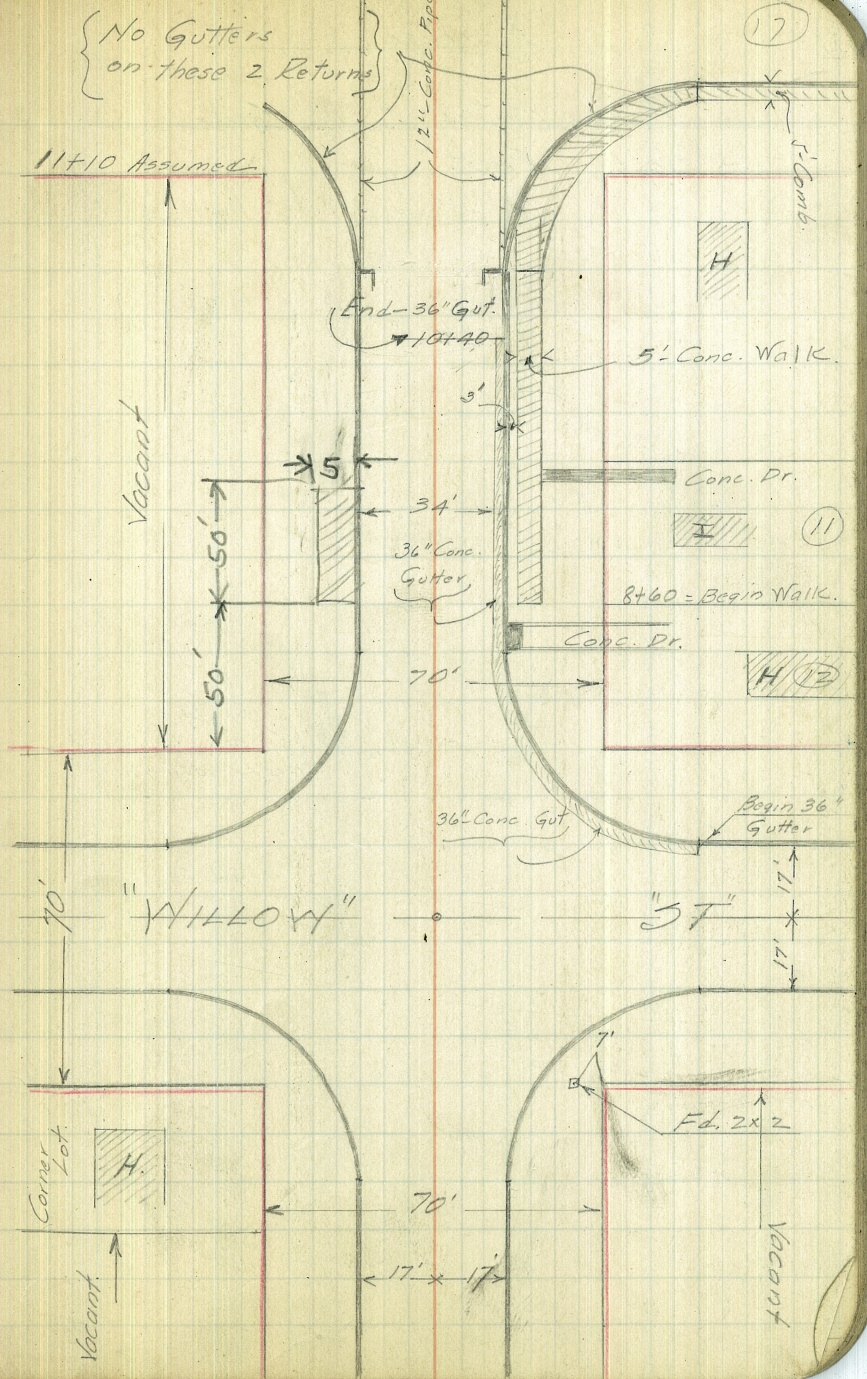 17
No Gutters
on these 2 Returns
12"-Conc. Pipe
5'-Comb.
11+10 Assumed
H
End-36" Gut.
10+40
5'-Conc. Walk.
3'
Vacant
5'
Conc. Dr.
34'
50'
36" Conc.
Gutter
I
11
8+60 = Begin Walk.
Conc. Dr.
50'
70'
H 12
36"-Conc. Gut
Begin 36"
Gutter
17'
70'
"WILLOW" "ST"
17'
7'
Fd. 2x2
Corner
Lot.
H.
70'
Vacant
17' 17'
Vacant.